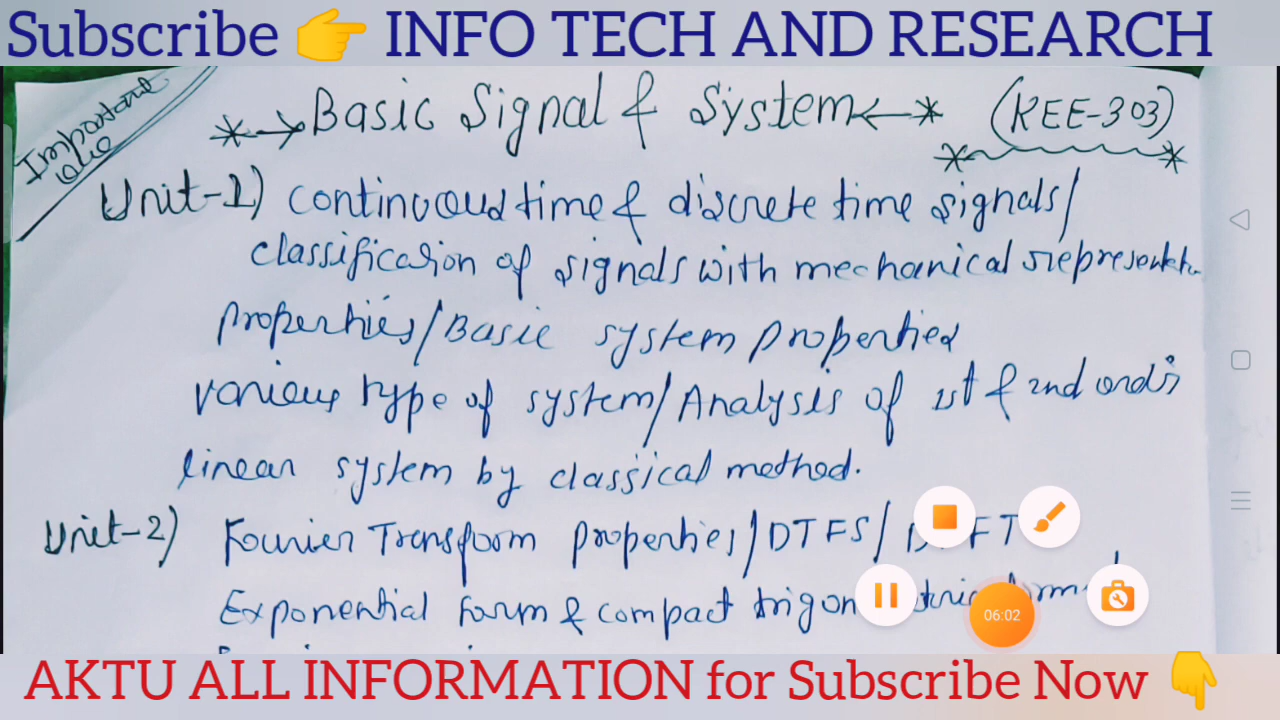 Subscribe 👉 INFO TECH AND RESEARCH
Important
Que
Basic Signal & System (KEE-303)
Unit-1) continuous time & discrete time signals/
classification of signals with mechanical
properties/Basic system properties
various type of system/Analysis of 1st & 2nd
linear system by classical method.
Unit-2) Fourier Transform properties/DTFS/
Exponential form & compact
06:02
AKTU ALL INFORMATION for Subscribe Now 👇